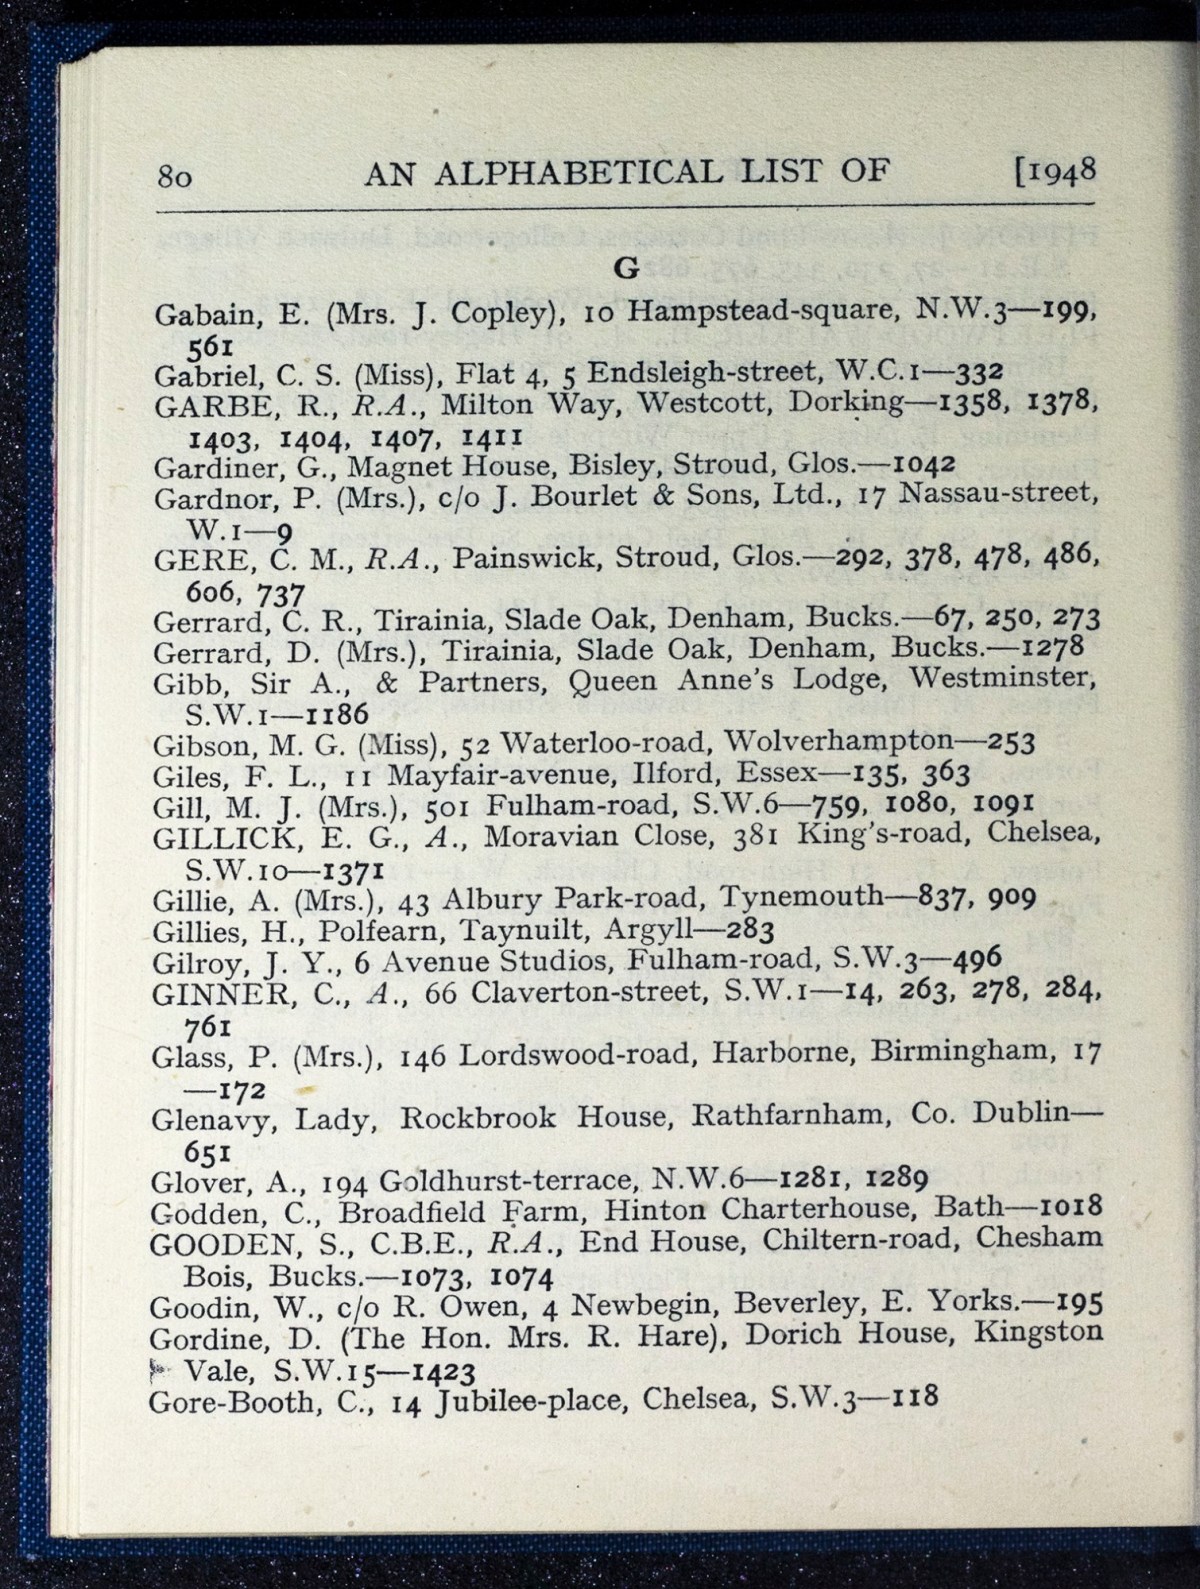 80 AN ALPHABETICAL LIST OF [1948
G
Gabain, E. (Mrs. J. Copley), 10 Hampstead-square, N.W.3—199,
561
Gabriel, C. S. (Miss), Flat 4, 5 Endsleigh-street, W.C.1—332
GARBE, R., R.A., Milton Way, Westcott, Dorking—1358, 1378,
1403, 1404, 1407, 1411
Gardiner, G., Magnet House, Bisley, Stroud, Glos.—1042
Gardnor, P. (Mrs.), c/o J. Bourlet & Sons, Ltd., 17 Nassau-street,
W.1—9
GERE, C. M., R.A., Painswick, Stroud, Glos.—292, 378, 478, 486,
606, 737
Gerrard, C. R., Tirainia, Slade Oak, Denham, Bucks.—67, 250, 273
Gerrard, D. (Mrs.), Tirainia, Slade Oak, Denham, Bucks.—1278
Gibb, Sir A., & Partners, Queen Anne's Lodge, Westminster,
S.W.1—1186
Gibson, M. G. (Miss), 52 Waterloo-road, Wolverhampton—253
Giles, F. L., 11 Mayfair-avenue, Ilford, Essex—135, 363
Gill, M. J. (Mrs.), 501 Fulham-road, S.W.6—759, 1080, 1091
GILLICK, E. G., A., Moravian Close, 381 King's-road, Chelsea,
S.W.10—1371
Gillie, A. (Mrs.), 43 Albury Park-road, Tynemouth—837, 909
Gillies, H., Polfearn, Taynuilt, Argyll—283
Gilroy, J. Y., 6 Avenue Studios, Fulham-road, S.W.3—496
GINNER, C., A., 66 Claverton-street, S.W.1—14, 263, 278, 284,
761
Glass, P. (Mrs.), 146 Lordswood-road, Harborne, Birmingham, 17
—172
Glenavy, Lady, Rockbrook House, Rathfarnham, Co. Dublin—
651
Glover, A., 194 Goldhurst-terrace, N.W.6—1281, 1289
Godden, C., Broadfield Farm, Hinton Charterhouse, Bath—1018
GOODEN, S., C.B.E., R.A., End House, Chiltern-road, Chesham
Bois, Bucks.—1073, 1074
Goodin, W., c/o R. Owen, 4 Newbegin, Beverley, E. Yorks.—195
Gordine, D. (The Hon. Mrs. R. Hare), Dorich House, Kingston
Vale, S.W.15—1423
Gore-Booth, C., 14 Jubilee-place, Chelsea, S.W.3—118